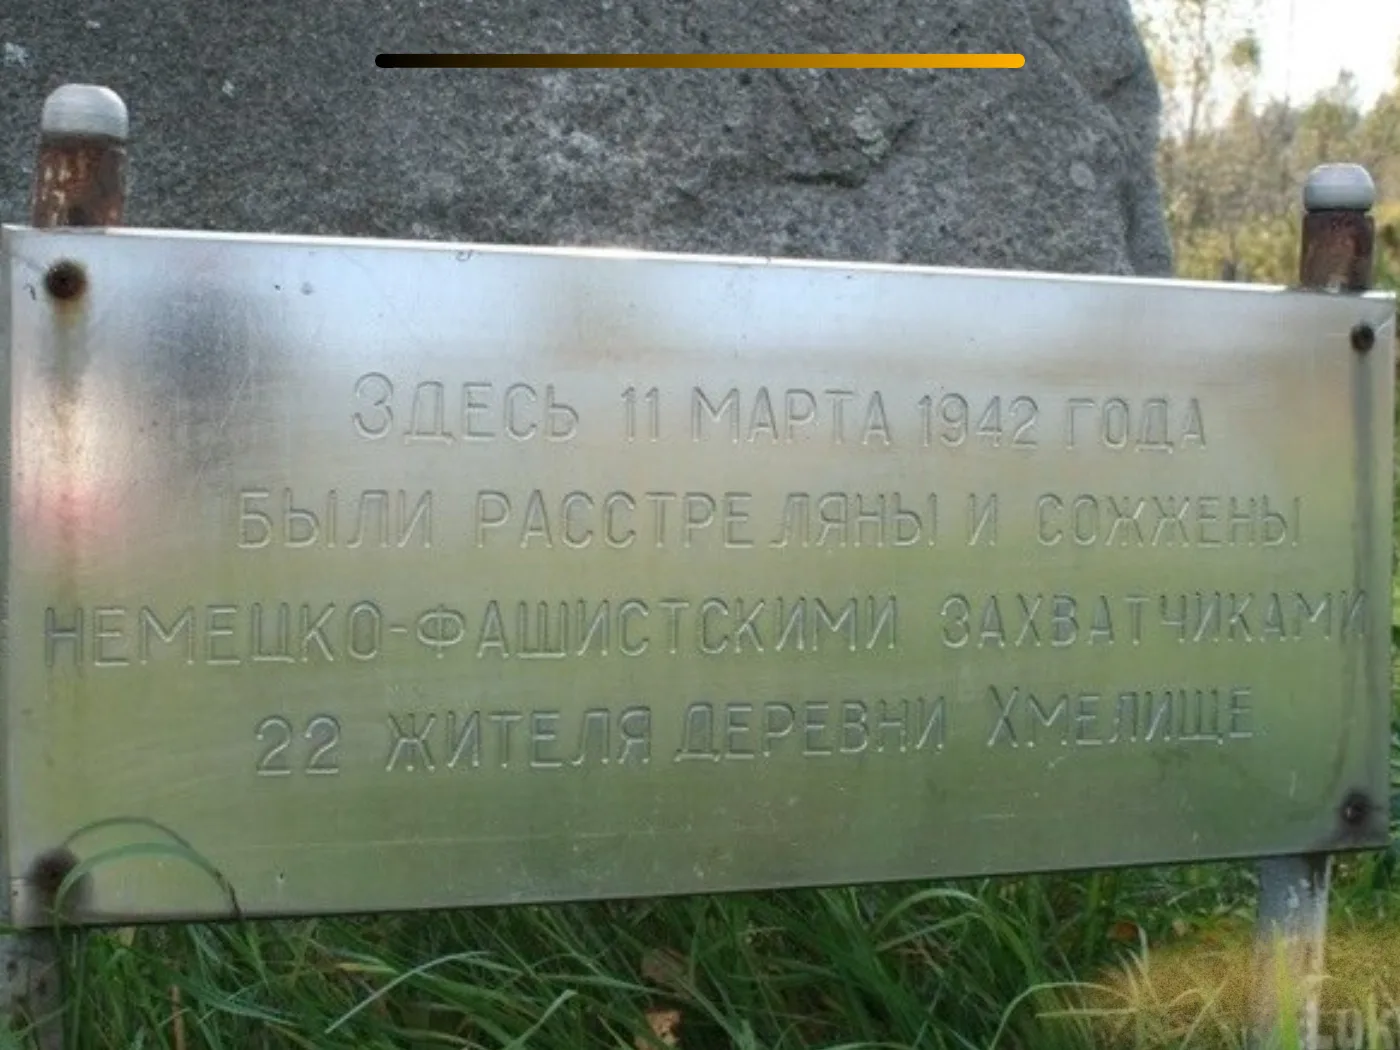 Здесь 11 МАРТА 1942 ГОДА
БЫЛИ РАССТРЕЛЯНЫ И СОЖЖЕНЫ
НЕМЕЦКО-ФАШИСТСКИМИ ЗАХВАТЧИКАМИ
22 ЖИТЕЛЯ ДЕРЕВНИ ХМЕЛИЩЕ.